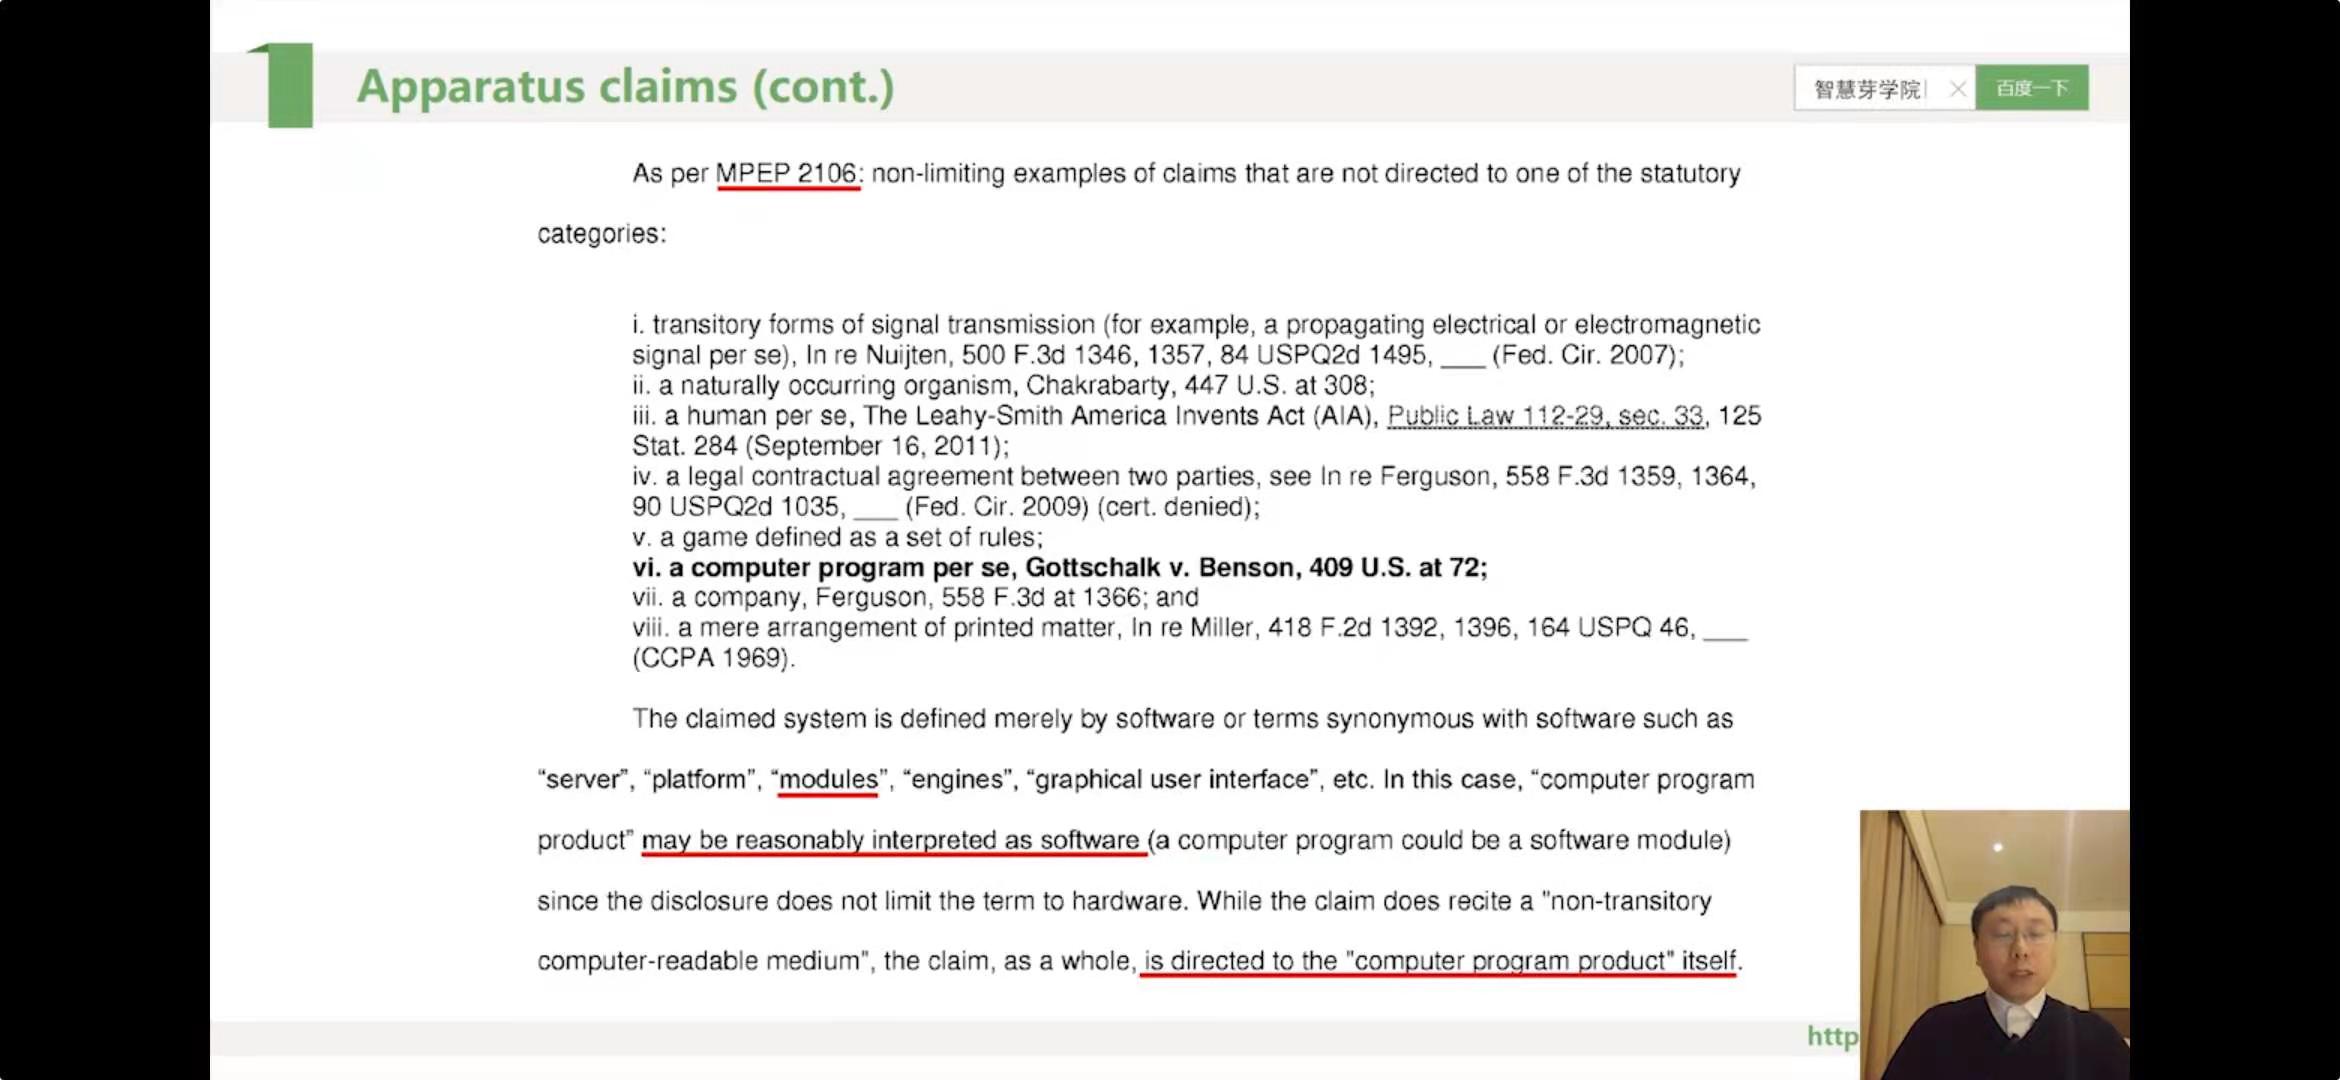 Apparatus claims (cont.)
智慧芽学院
百度一下
As per MPEP 2106: non-limiting examples of claims that are not directed to one of the statutory
categories:
i. transitory forms of signal transmission (for example, a propagating electrical or electromagnetic
signal per se), In re Nuijten, 500 F.3d 1346, 1357, 84 USPQ2d 1495, ___ (Fed. Cir. 2007);
ii. a naturally occurring organism, Chakrabarty, 447 U.S. at 308;
iii. a human per se, The Leahy-Smith America Invents Act (AIA), Public Law 112-29, sec. 33, 125
Stat. 284 (September 16, 2011);
iv. a legal contractual agreement between two parties, see In re Ferguson, 558 F.3d 1359, 1364,
90 USPQ2d 1035, ___ (Fed. Cir. 2009) (cert. denied);
v. a game defined as a set of rules;
vi. a computer program per se, Gottschalk v. Benson, 409 U.S. at 72;
vii. a company, Ferguson, 558 F.3d at 1366; and
viii. a mere arrangement of printed matter, In re Miller, 418 F.2d 1392, 1396, 164 USPQ 46, ___
(CCPA 1969).
The claimed system is defined merely by software or terms synonymous with software such as
“server”, “platform”, “modules”, “engines”, “graphical user interface”, etc. In this case, “computer program
product” may be reasonably interpreted as software (a computer program could be a software module)
since the disclosure does not limit the term to hardware. While the claim does recite a "non-transitory
computer-readable medium", the claim, as a whole, is directed to the "computer program product" itself.
http